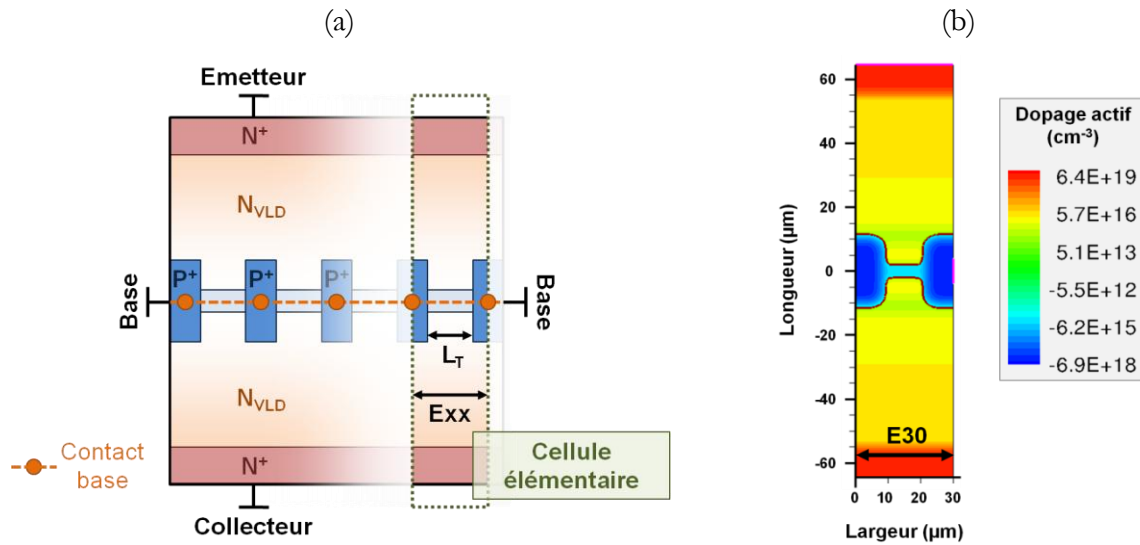 (a)
Emetteur
N+
NVLD
P+
P+
P+
Base
Base
LT
NVLD
Exx
N+
Contact
base
Cellule
élémentaire
Collecteur
(b)
60
40
20
0
-20
-40
-60
Longueur (µm)
E30
0
10
20
30
Largeur (µm)
Dopage actif
(cm-3)
6.4E+19
5.7E+16
5.1E+13
-5.5E+12
-6.2E+15
-6.9E+18